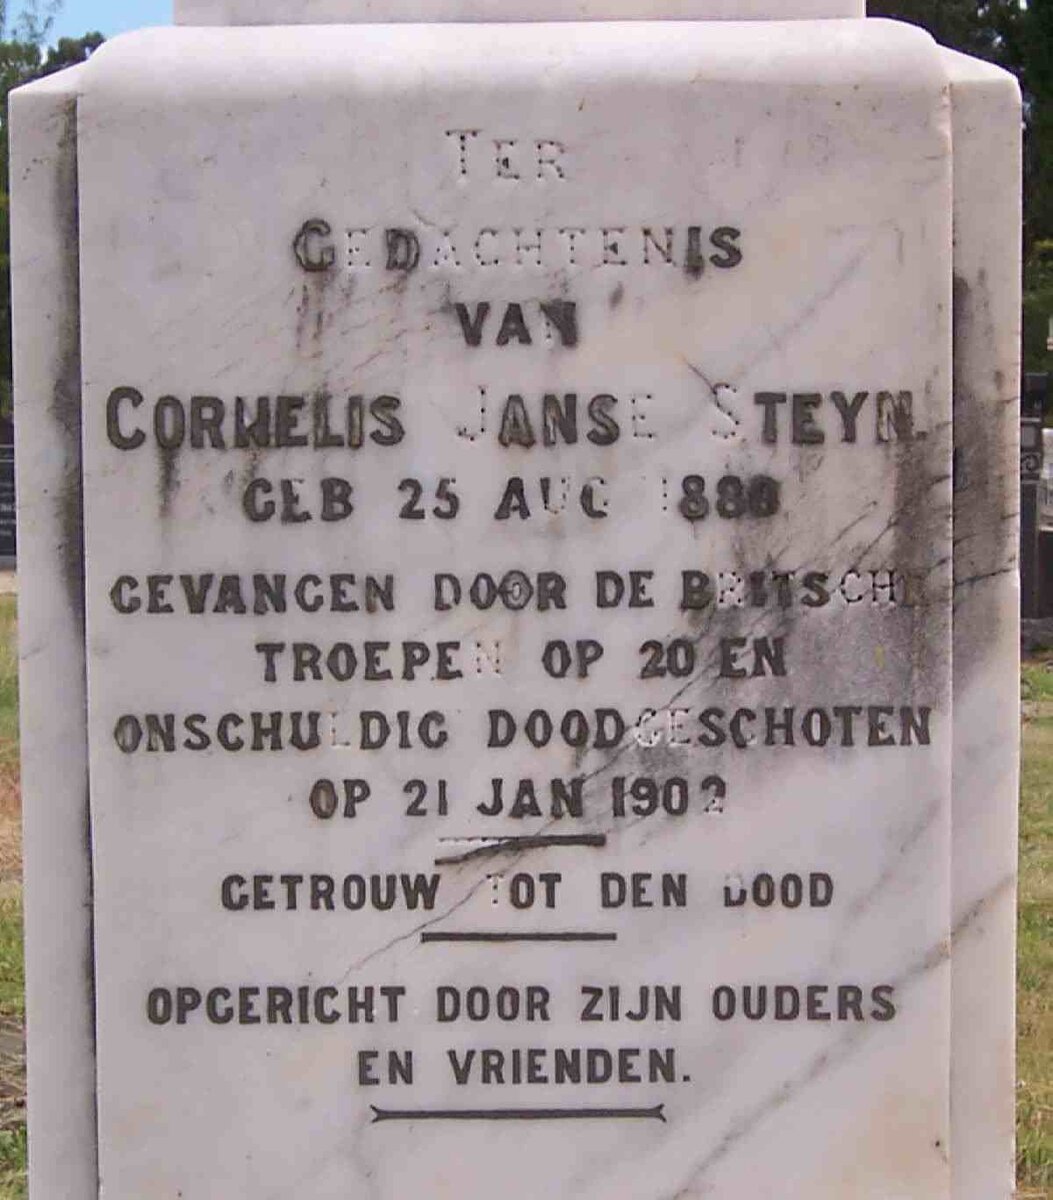 TER
GEDACHTENIS
VAN
CORNELIS JANSE STEYN.
GEB 25 AUG 1880
GEVANGEN DOOR DE BRITSCHE
TROEPEN OP 20 EN
ONSCHULDIG DOODGESCHOTEN
OP 21 JAN 1902
GETROUW TOT DEN DOOD
OPGERICHT DOOR ZIJN OUDERS
EN VRIENDEN.